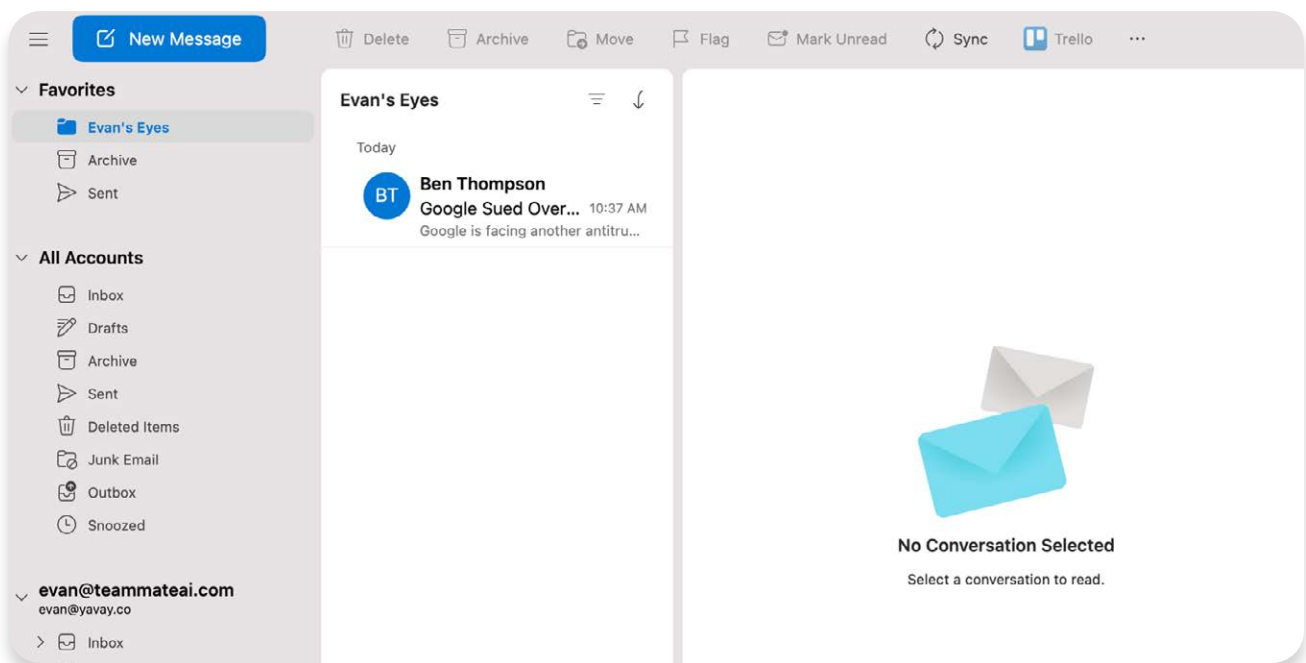 New Message
Delete
Archive
Move
Flag
Mark Unread
Sync
Trello
Favorites
Evan's Eyes
Archive
Sent
All Accounts
Inbox
Drafts
Archive
Sent
Deleted Items
Junk Email
Outbox
Snoozed
evan@teammateai.com
evan@yavay.co
Inbox
Evan's Eyes
Today
BT
Ben Thompson
Google Sued Over... 10:37 AM
Google is facing another antitru...
No Conversation Selected
Select a conversation to read.